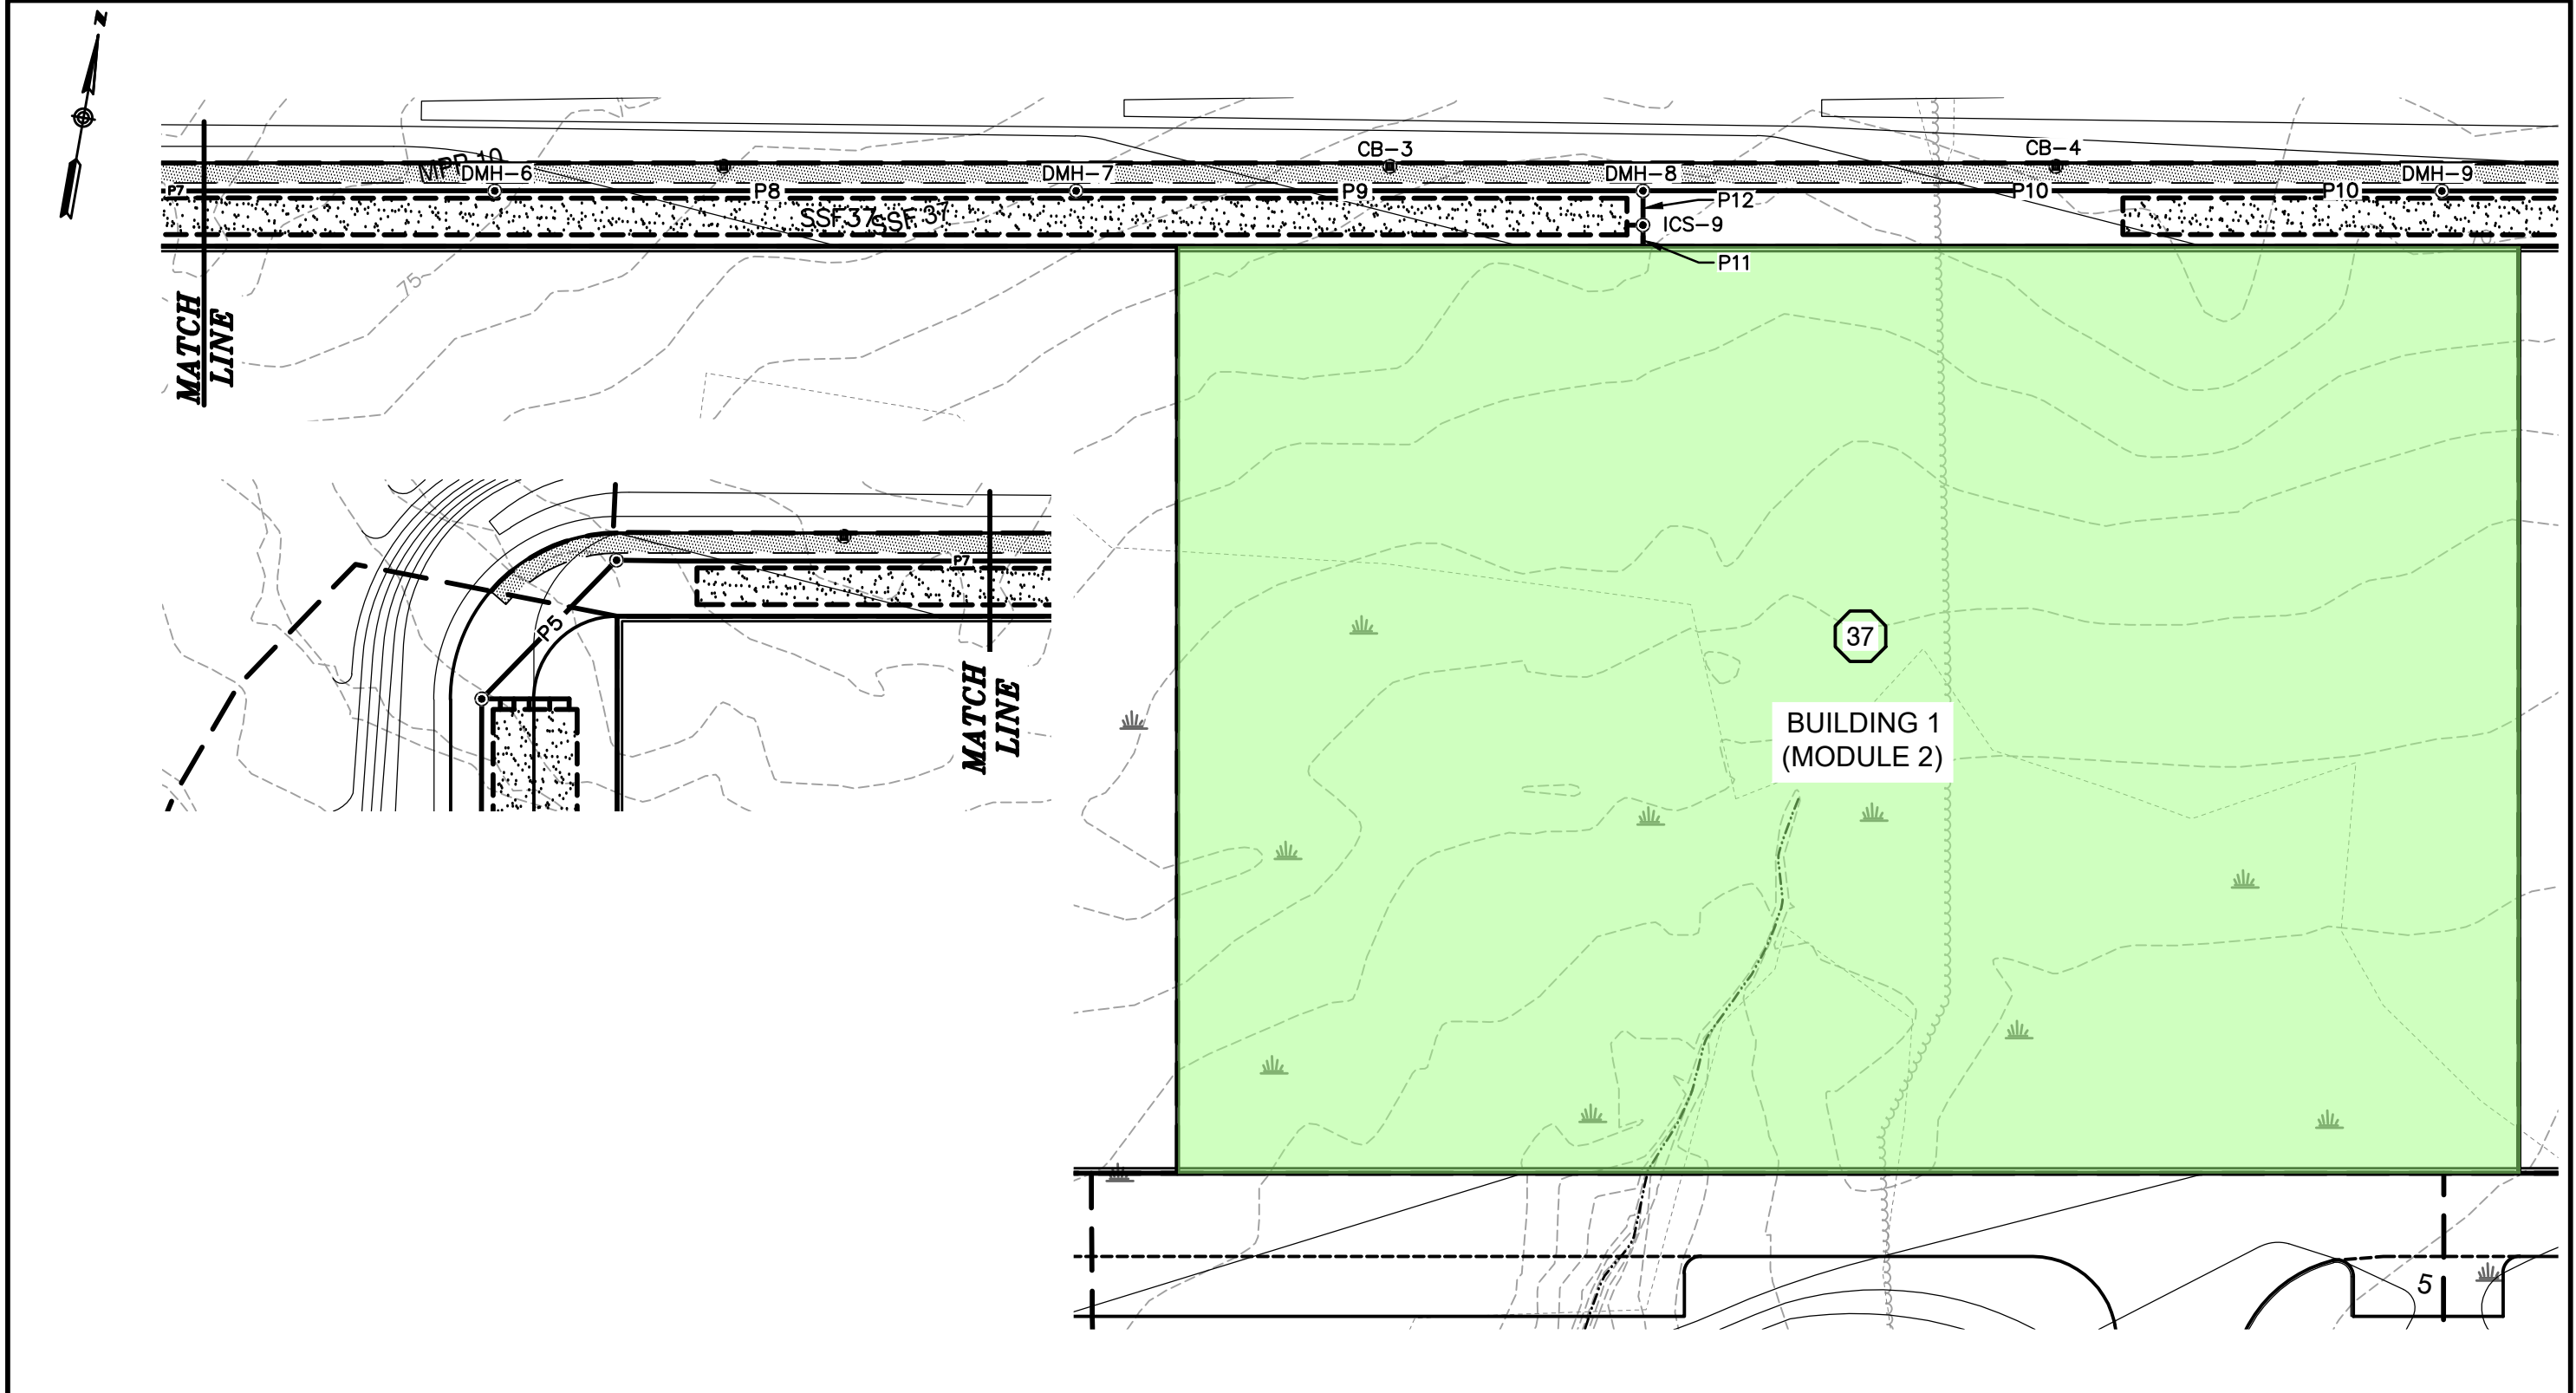 N
CB-3
CB-4
MPP 10
DMH-6
DMH-7
DMH-8
DMH-9
P7
P8
P9
P10
P10
P12
SSF37
SSF 37
ICS-9
P11
75
MATCH
LINE
P7
P5
37
MATCH
LINE
BUILDING 1
(MODULE 2)
5